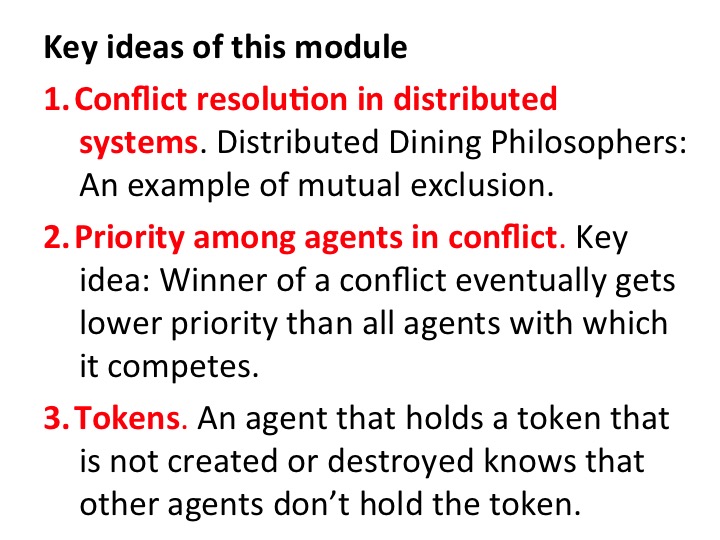 Key ideas of this module
1. Conflict resolution in distributed
systems. Distributed Dining Philosophers:
An example of mutual exclusion.
2. Priority among agents in conflict. Key
idea: Winner of a conflict eventually gets
lower priority than all agents with which
it competes.
3. Tokens. An agent that holds a token that
is not created or destroyed knows that
other agents don’t hold the token.